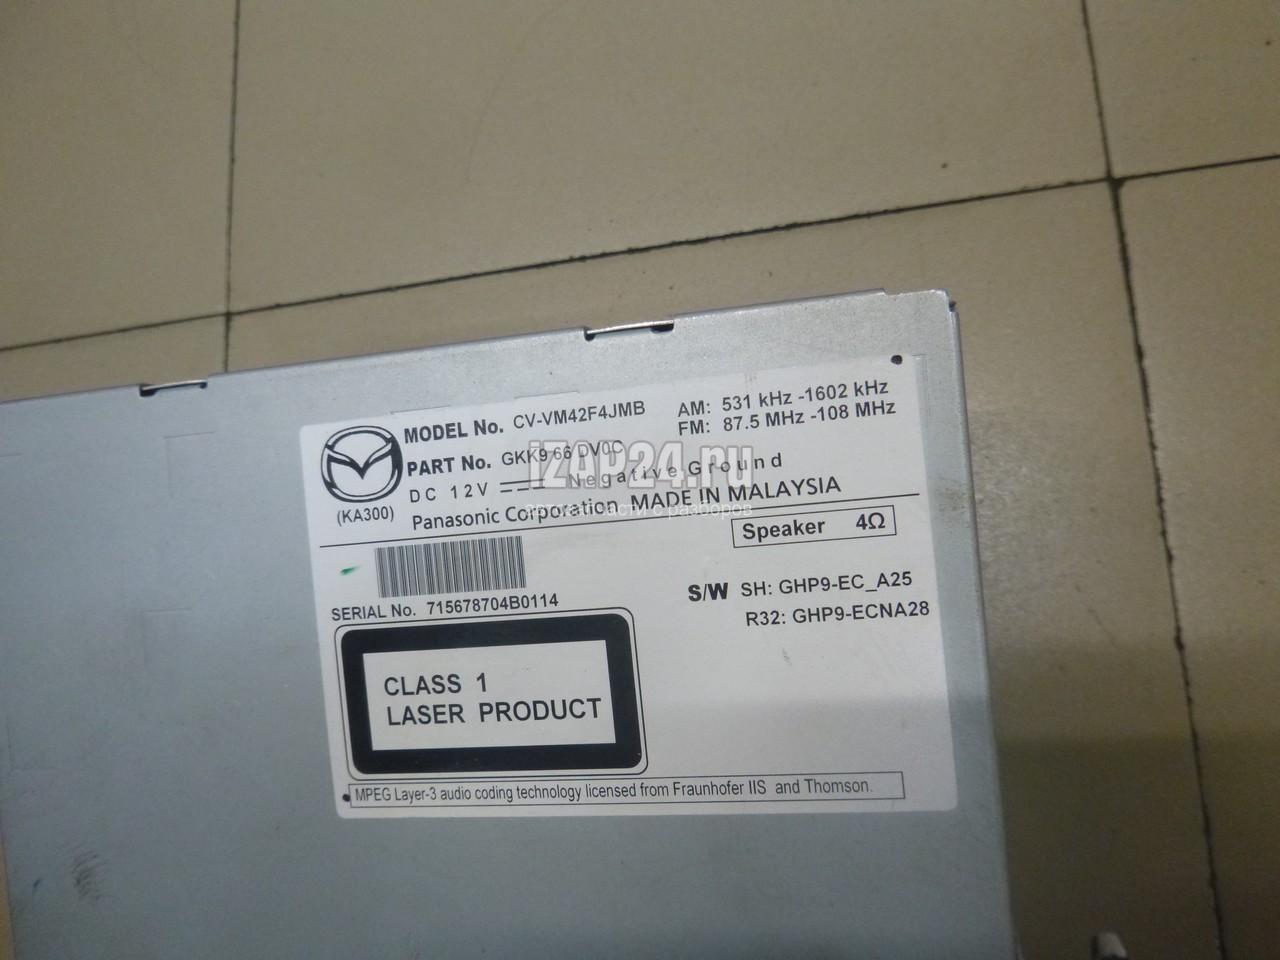 MODEL No. CV-VM42F4JMB
AM: 531 kHz -1602 kHz
FM: 87.5 MHz -108 MHz
PART No. GKK9 66 DV0C
DC 12V Negative Ground
(KA300)
Panasonic Corporation MADE IN MALAYSIA
iZAP24.ru
автозапчасти с разборов
Speaker 4Ω
SERIAL No. 715678704B0114
S/W SH: GHP9-EC_A25
R32: GHP9-ECNA28
CLASS 1
LASER PRODUCT
MPEG Layer-3 audio coding technology licensed from Fraunhofer IIS and Thomson.